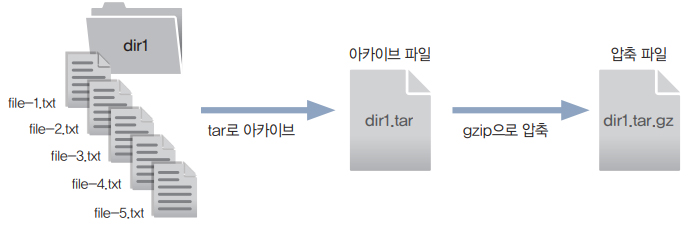 dir1
file-1.txt
file-2.txt
file-3.txt
file-4.txt
file-5.txt
tar로 아카이브
아카이브 파일
dir1.tar
gzip으로 압축
압축 파일
dir1.tar.gz